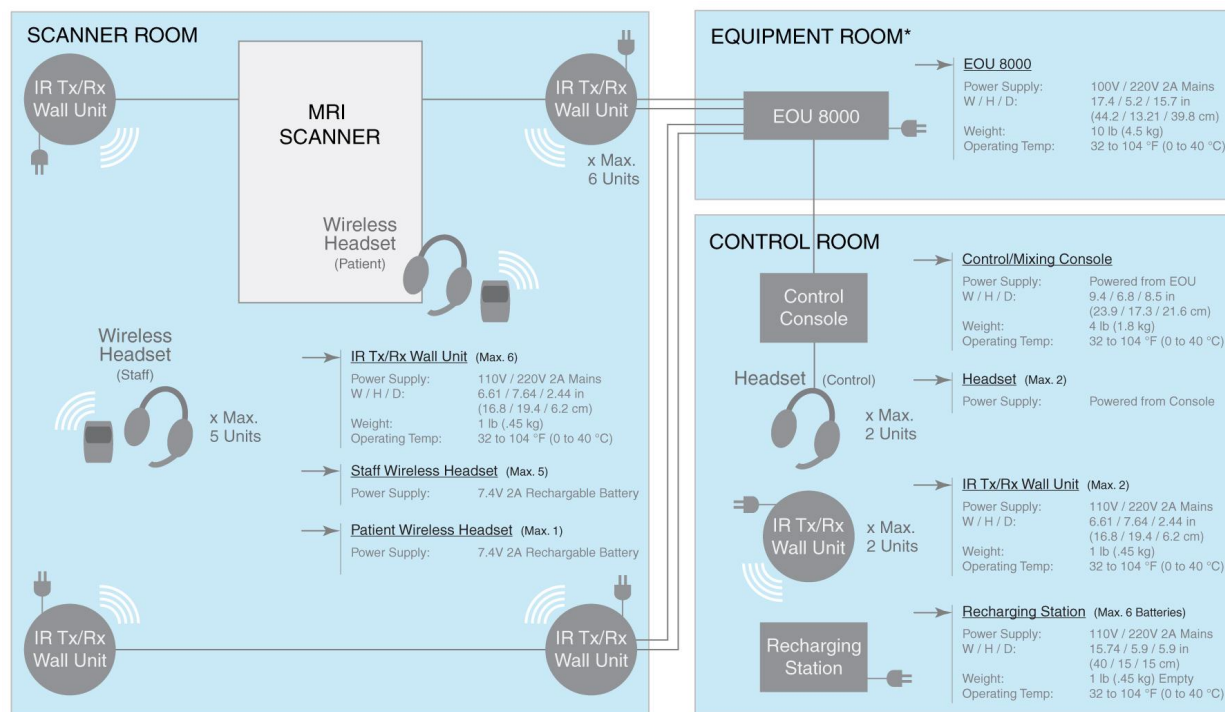 SCANNER ROOM
IR Tx/Rx
Wall Unit
MRI
SCANNER
IR Tx/Rx
Wall Unit
x Max.
6 Units
Wireless
Headset
(Patient)
Wireless
Headset
(Staff)
x Max.
5 Units
IR Tx/Rx Wall Unit (Max. 6)
Power Supply: 110V / 220V 2A Mains
W / H / D: 6.61 / 7.64 / 2.44 in
(16.8 / 19.4 / 6.2 cm)
Weight: 1 lb (.45 kg)
Operating Temp: 32 to 104 °F (0 to 40 °C)
Staff Wireless Headset (Max. 5)
Power Supply: 7.4V 2A Rechargable Battery
Patient Wireless Headset (Max. 1)
Power Supply: 7.4V 2A Rechargable Battery
IR Tx/Rx
Wall Unit
IR Tx/Rx
Wall Unit
EQUIPMENT ROOM*
EOU 8000
EOU 8000
Power Supply: 100V / 220V 2A Mains
W / H / D: 17.4 / 5.2 / 15.7 in
(44.2 / 13.21 / 39.8 cm)
Weight: 10 lb (4.5 kg)
Operating Temp: 32 to 104 °F (0 to 40 °C)
CONTROL ROOM
Control
Console
Control/Mixing Console
Power Supply: Powered from EOU
W / H / D: 9.4 / 6.8 / 8.5 in
(23.9 / 17.3 / 21.6 cm)
Weight: 4 lb (1.8 kg)
Operating Temp: 32 to 104 °F (0 to 40 °C)
Headset (Control)
x Max.
2 Units
Headset (Max. 2)
Power Supply: Powered from Console
IR Tx/Rx
Wall Unit
x Max.
2 Units
IR Tx/Rx Wall Unit (Max. 2)
Power Supply: 110V / 220V 2A Mains
W / H / D: 6.61 / 7.64 / 2.44 in
(16.8 / 19.4 / 6.2 cm)
Weight: 1 lb (.45 kg)
Operating Temp: 32 to 104 °F (0 to 40 °C)
Recharging
Station
Recharging Station (Max. 6 Batteries)
Power Supply: 110V / 220V 2A Mains
W / H / D: 15.74 / 5.9 / 5.9 in
(40 / 15 / 15 cm)
Weight: 1 lb (.45 kg) Empty
Operating Temp: 32 to 104 °F (0 to 40 °C)